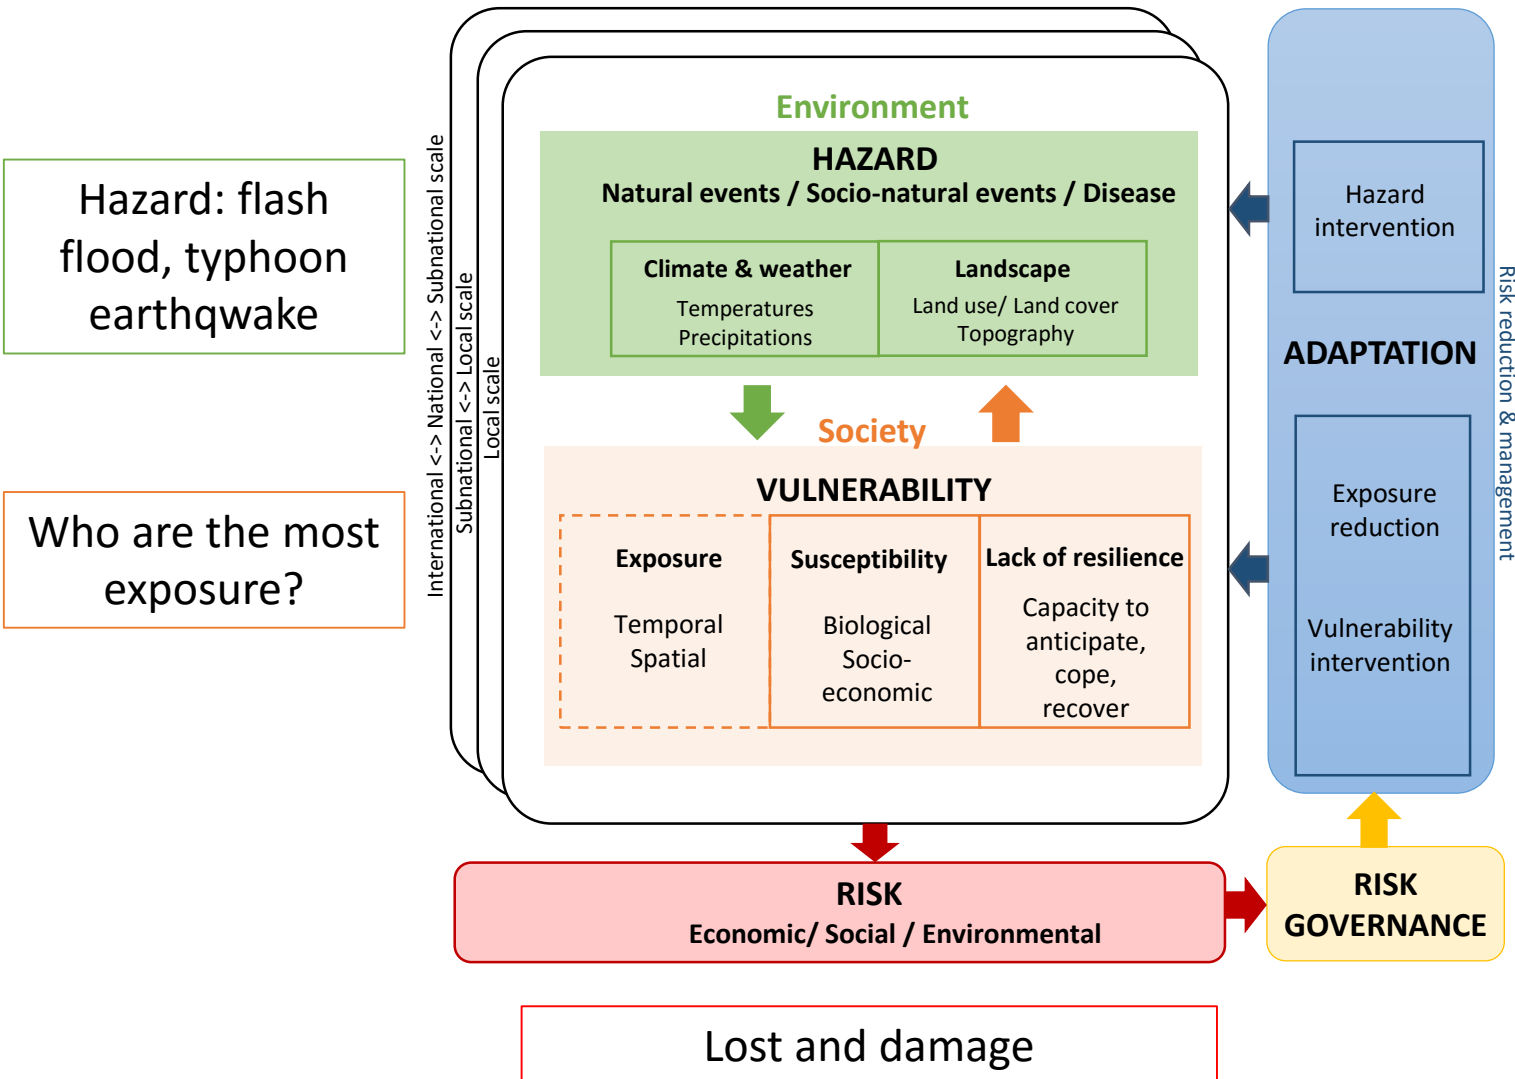 Environment
HAZARD
Natural events / Socio-natural events / Disease
Climate & weather
Temperatures
Precipitations
Landscape
Land use/ Land cover
Topography
Hazard: flash
flood, typhoon
earthqwake
International <-> National <-> Subnational scale
Subnational <-> Local scale
Local scale
Society
VULNERABILITY
Exposure
Temporal
Spatial
Susceptibility
Biological
Socio-
economic
Lack of resilience
Capacity to
anticipate,
cope,
recover
Who are the most
exposure?
Hazard
intervention
ADAPTATION
Exposure
reduction
Vulnerability
intervention
Risk reduction & management
RISK
Economic/ Social / Environmental
RISK
GOVERNANCE
Lost and damage